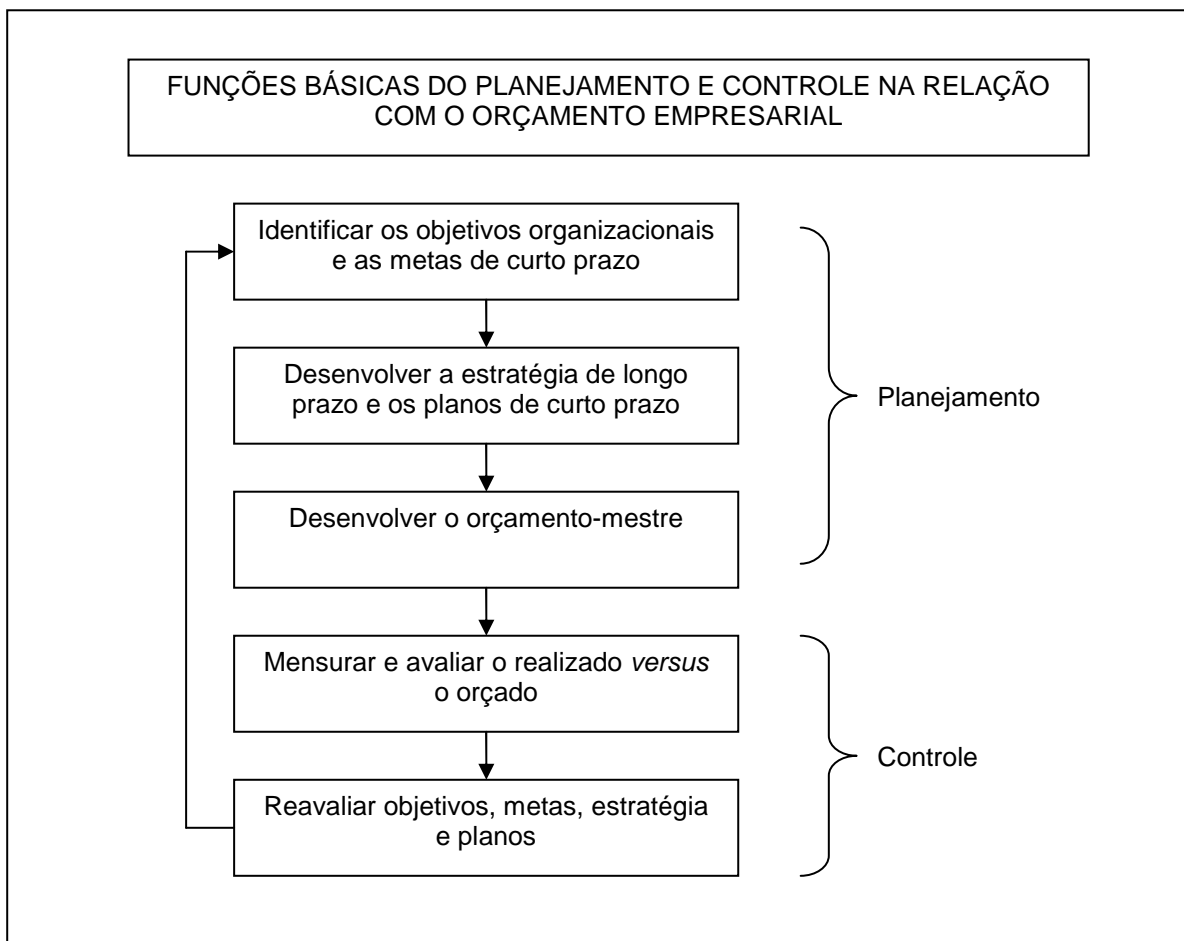 FUNÇÕES BÁSICAS DO PLANEJAMENTO E CONTROLE NA RELAÇÃO
COM O ORÇAMENTO EMPRESARIAL
Identificar os objetivos organizacionais
e as metas de curto prazo
Desenvolver a estratégia de longo
prazo e os planos de curto prazo
Planejamento
Desenvolver o orçamento-mestre
Mensurar e avaliar o realizado versus
o orçado
Controle
Reavaliar objetivos, metas, estratégia
e planos